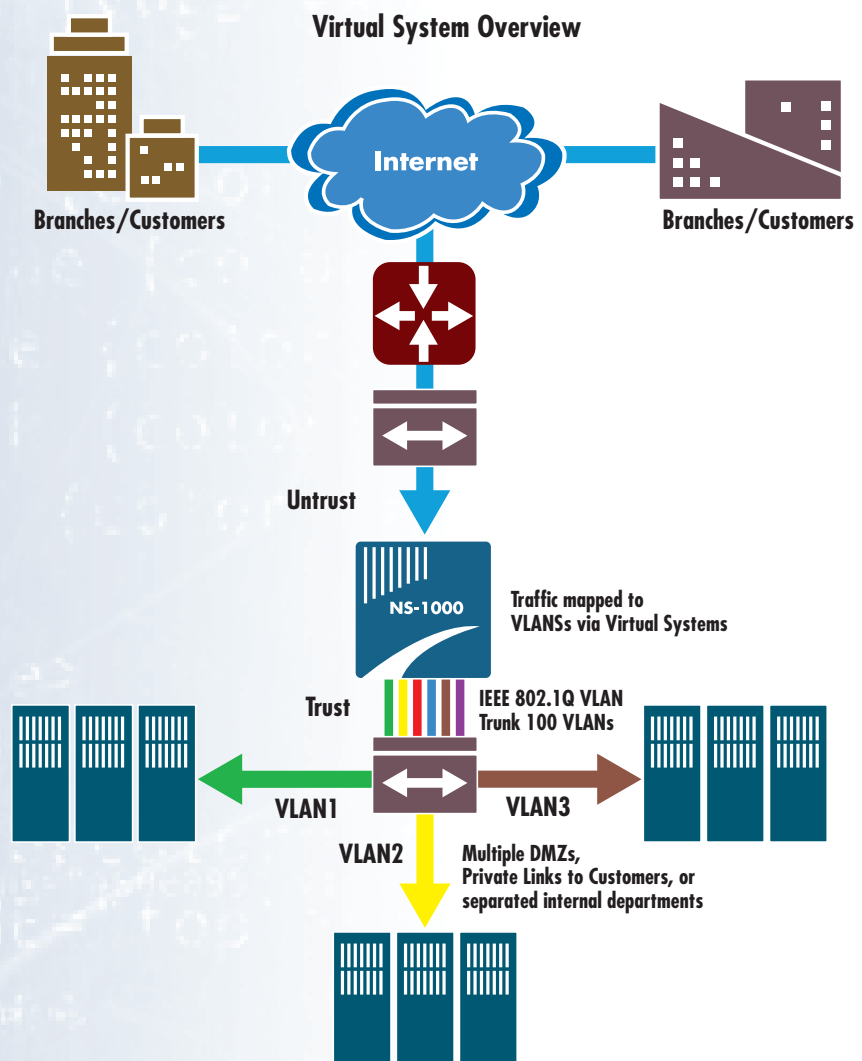 Virtual System Overview
Internet
Branches/Customers
Branches/Customers
Untrust
NS-1000
Traffic mapped to
VLANSs via Virtual Systems
Trust
IEEE 802.1Q VLAN
Trunk 100 VLANs
VLAN1
VLAN3
VLAN2
Multiple DMZs,
Private Links to Customers, or
separated internal departments